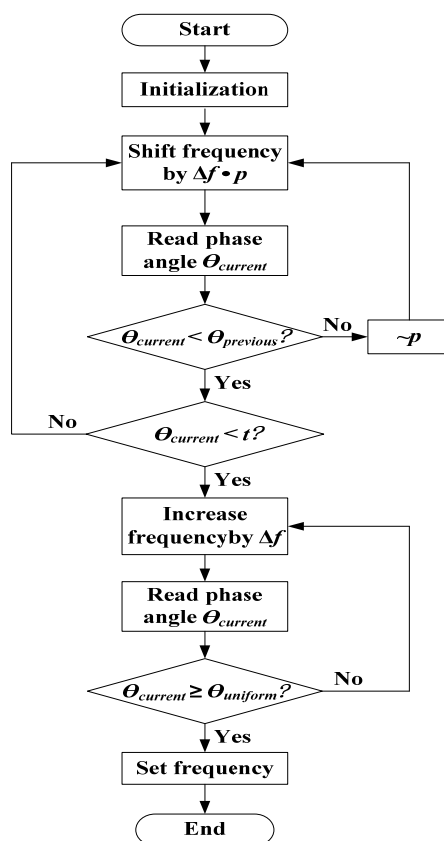 Start
Initialization
Shift frequency
by Δf • p
Read phase
angle Θcurrent
Θcurrent < Θprevious?
No
~p
Yes
No
Θcurrent < t?
Yes
Increase
frequencyby Δf
Read phase
angle Θcurrent
Θcurrent ≥ Θuniform?
No
Yes
Set frequency
End